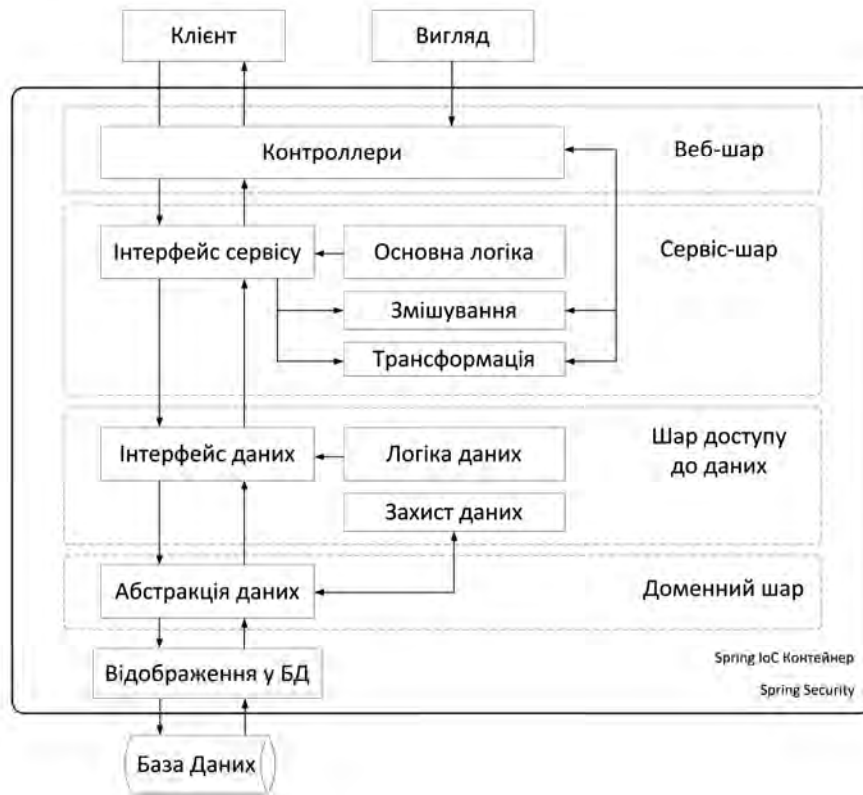 Клієнт
Вигляд
Контроллери
Веб-шар
Інтерфейс сервісу
Основна логіка
Сервіс-шар
Змішування
Трансформація
Інтерфейс даних
Логіка даних
Шар доступу
до даних
Захист даних
Абстракція даних
Доменний шар
Відображення у БД
Spring IoC Контейнер
Spring Security
База Даних